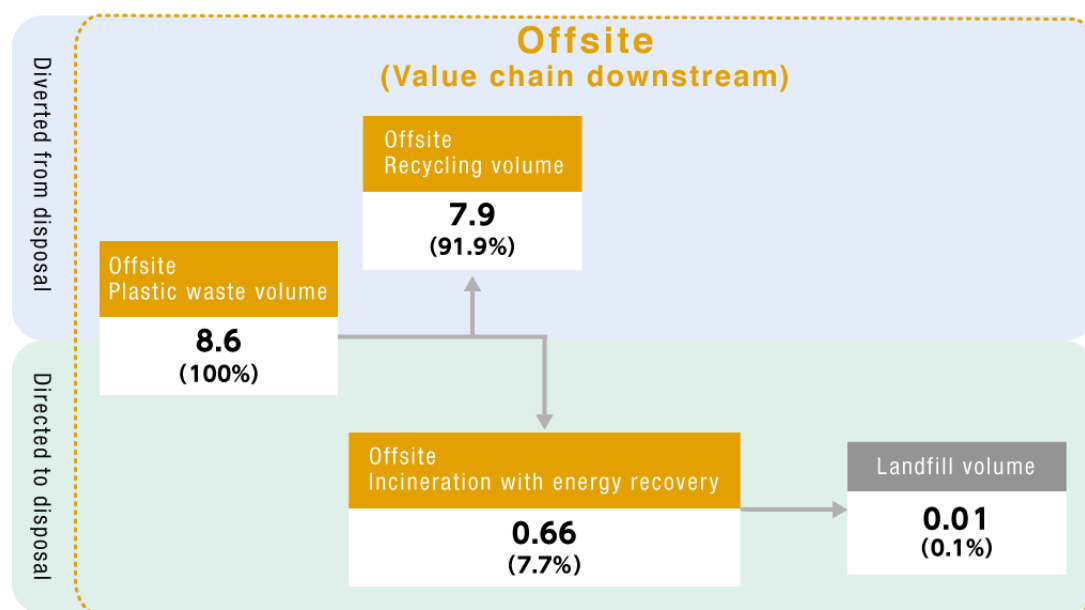 Offsite
(Value chain downstream)
Diverted from disposal
Offsite
Recycling volume
7.9
(91.9%)
Offsite
Plastic waste volume
8.6
(100%)
Directed to disposal
Offsite
Incineration with energy recovery
0.66
(7.7%)
Landfill volume
0.01
(0.1%)